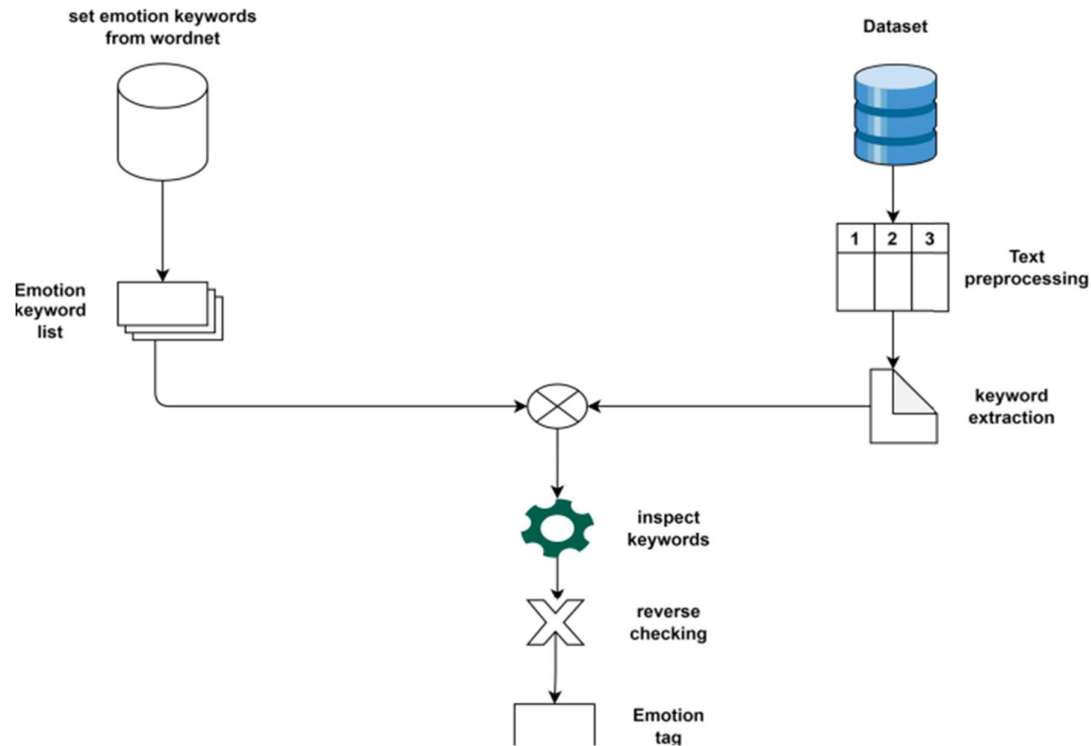 set emotion keywords
from wordnet
Dataset
1 2 3
Text
preprocessing
Emotion
keyword
list
keyword
extraction
inspect
keywords
reverse
checking
Emotion
tag